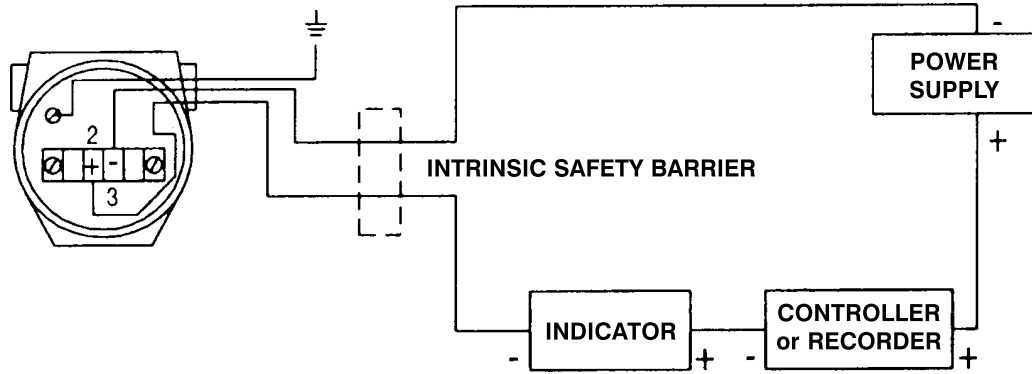 -
POWER
SUPPLY
+
2
+ -
3
INTRINSIC SAFETY BARRIER
INDICATOR
- +
CONTROLLER
or RECORDER
- +